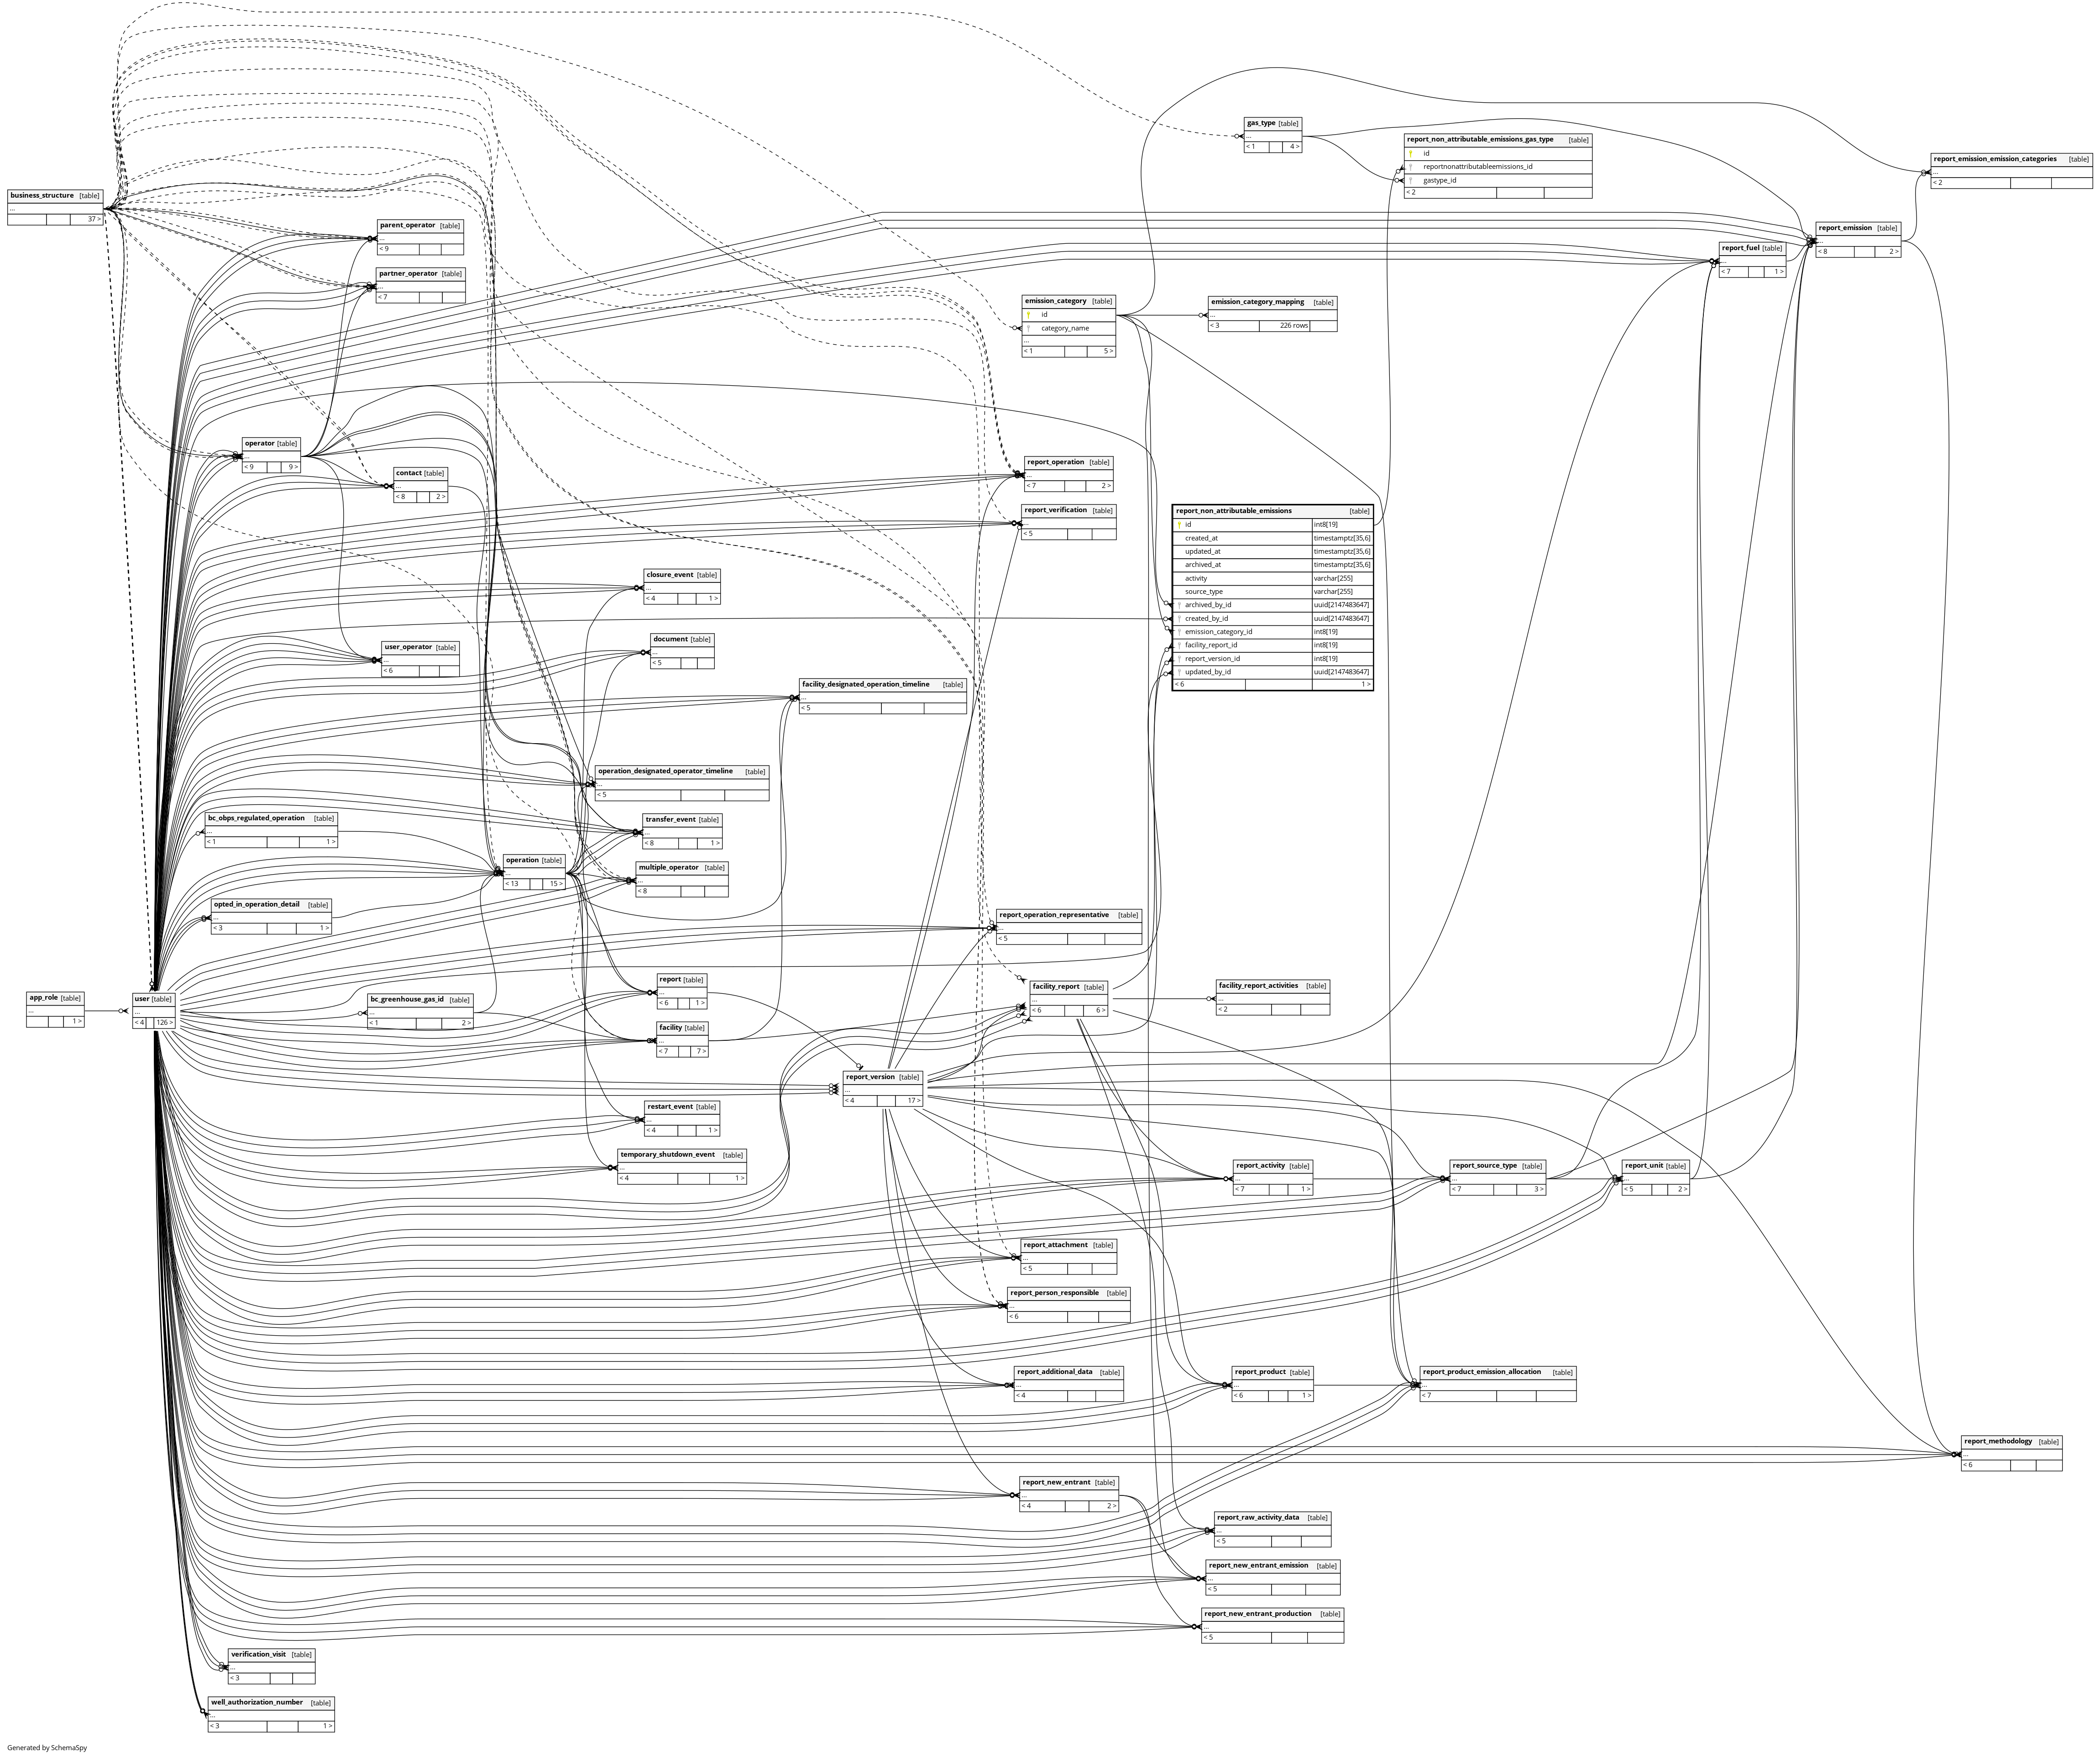 gas_type [table]
...
< 1 4 >
report_non_attributable_emissions_gas_type [table]
id
reportnonattributableemissions_id
gastype_id
< 2
report_emission_emission_categories [table]
...
< 2
business_structure [table]
...
37 >
parent_operator [table]
...
< 9
report_emission [table]
...
< 8 2 >
report_fuel [table]
...
< 7 1 >
partner_operator [table]
...
< 7
emission_category [table]
id
category_name
...
< 1 5 >
emission_category_mapping [table]
...
< 3 226 rows
operator [table]
...
< 9 9 >
contact [table]
...
< 8 2 >
report_operation [table]
...
< 7 2 >
report_verification [table]
...
< 5
report_non_attributable_emissions [table]
id int8[19]
created_at timestamptz[35,6]
updated_at timestamptz[35,6]
archived_at timestamptz[35,6]
activity varchar[255]
source_type varchar[255]
archived_by_id uuid[2147483647]
created_by_id uuid[2147483647]
emission_category_id int8[19]
facility_report_id int8[19]
report_version_id int8[19]
updated_by_id uuid[2147483647]
< 6 1 >
closure_event [table]
...
< 4 1 >
user_operator [table]
...
< 6
document [table]
...
< 5
facility_designated_operation_timeline [table]
...
< 5
operation_designated_operator_timeline [table]
...
< 5
bc_obps_regulated_operation [table]
...
< 1 1 >
transfer_event [table]
...
< 8 1 >
operation [table]
...
< 13 15 >
multiple_operator [table]
...
< 8
opted_in_operation_detail [table]
...
< 3 1 >
report_operation_representative [table]
...
< 5
app_role [table]
...
1 >
user [table]
...
< 4 126 >
bc_greenhouse_gas_id [table]
...
< 1 2 >
report [table]
...
< 6 1 >
facility [table]
...
< 7 7 >
facility_report [table]
...
< 6 6 >
facility_report_activities [table]
...
< 2
report_version [table]
...
< 4 17 >
restart_event [table]
...
< 4 1 >
temporary_shutdown_event [table]
...
< 4 1 >
report_activity [table]
...
< 7 1 >
report_source_type [table]
...
< 7 3 >
report_unit [table]
...
< 5 2 >
report_attachment [table]
...
< 5
report_person_responsible [table]
...
< 6
report_additional_data [table]
...
< 4
report_product [table]
...
< 6 1 >
report_product_emission_allocation [table]
...
< 7
report_methodology [table]
...
< 6
report_new_entrant [table]
...
< 4 2 >
report_raw_activity_data [table]
...
< 5
report_new_entrant_emission [table]
...
< 5
report_new_entrant_production [table]
...
< 5
verification_visit [table]
...
< 3
well_authorization_number [table]
...
< 3 1 >
Generated by SchemaSpy